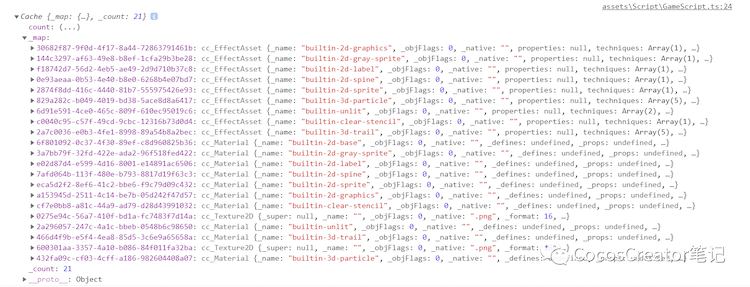 assets\Script\GameScript.ts:24
▼ Cache {_map: {…}, _count: 21} i
count: (...)
▼ _map:
▶ 30682f87-9f0d-4f17-8a44-72863791461b: cc_EffectAsset {_name: "builtin-2d-graphics", _objFlags: 0, _native: "", properties: null, techniques: Array(1), …}
▶ 144c3297-af63-49e8-b8ef-1cfa29b3be28: cc_EffectAsset {_name: "builtin-2d-gray-sprite", _objFlags: 0, _native: "", properties: null, techniques: Array(1), …}
▶ f18742d7-56d2-4eb5-ae49-2d9d710b37c8: cc_EffectAsset {_name: "builtin-2d-label", _objFlags: 0, _native: "", properties: null, techniques: Array(1), …}
▶ 0e93aeaa-0b53-4e40-b8e0-6268b4e07bd7: cc_EffectAsset {_name: "builtin-2d-spine", _objFlags: 0, _native: "", properties: null, techniques: Array(1), …}
▶ 2874f8dd-416c-4440-81b7-555975426e93: cc_EffectAsset {_name: "builtin-2d-sprite", _objFlags: 0, _native: "", properties: null, techniques: Array(1), …}
▶ 829a282c-b049-4019-bd38-5ace8d8a6417: cc_EffectAsset {_name: "builtin-3d-particle", _objFlags: 0, _native: "", properties: null, techniques: Array(5), …}
▶ 6d91e591-4ce0-465c-809f-610ec95019c6: cc_EffectAsset {_name: "builtin-unlit", _objFlags: 0, _native: "", properties: null, techniques: Array(2), …}
▶ c0040c95-c57f-49cd-9cbc-12316b73d0d4: cc_EffectAsset {_name: "builtin-clear-stencil", _objFlags: 0, _native: "", properties: null, techniques: Array(1), …}
▶ 2a7c0036-e0b3-4fe1-8998-89a54b8a2bec: cc_EffectAsset {_name: "builtin-3d-trail", _objFlags: 0, _native: "", properties: null, techniques: Array(5), …}
▶ 6f801092-0c37-4f30-89ef-c8d960825b36: cc_Material {_name: "builtin-2d-base", _objFlags: 0, _native: "", _defines: undefined, _props: undefined, …}
▶ 3a7bb79f-32fd-422e-ada2-96f518fed422: cc_Material {_name: "builtin-2d-gray-sprite", _objFlags: 0, _native: "", _defines: undefined, _props: undefined, …}
▶ e02d87d4-e599-4d16-8001-e14891ac6506: cc_Material {_name: "builtin-2d-label", _objFlags: 0, _native: "", _defines: undefined, _props: undefined, …}
▶ 7afd064b-113f-480e-b793-8817d19f63c3: cc_Material {_name: "builtin-2d-spine", _objFlags: 0, _native: "", _defines: undefined, _props: undefined, …}
▶ eca5d2f2-8ef6-41c2-bbe6-f9c79d09c432: cc_Material {_name: "builtin-2d-sprite", _objFlags: 0, _native: "", _defines: undefined, _props: undefined, …}
▶ a153945d-2511-4c14-be7b-05d242f47d57: cc_Material {_name: "builtin-2d-graphics", _objFlags: 0, _native: "", _defines: undefined, _props: undefined, …}
▶ cf7e0bb8-a81c-44a9-ad79-d28d43991032: cc_Material {_name: "builtin-clear-stencil", _objFlags: 0, _native: "", _defines: undefined, _props: undefined, …}
▶ 0275e94c-56a7-410f-bd1a-fc7483f7d14a: cc_Texture2D {_super: null, _name: "", _objFlags: 0, _native: ".png", _format: 16, …}
▶ 2a296057-247c-4a1c-bbeb-0548b6c98650: cc_Material {_name: "builtin-unlit", _objFlags: 0, _native: "", _defines: undefined, _props: undefined, …}
▶ 466d4f9b-e5f4-4ea8-85d5-3c6e9a65658a: cc_Material {_name: "builtin-3d-trail", _objFlags: 0, _native: "", _defines: undefined, _props: undefined, …}
▶ 600301aa-3357-4a10-b086-84f011fa32ba: cc_Texture2D {_super: null, _name: "", _objFlags: 0, _native: ".png", _format:
▶ 432fa09c-cf03-4cff-a186-982604408a07: cc_Material {_name: "builtin-3d-particle", _objFlags: 0, _native: "", _defines:
CocosCreator笔记
_count: 21
▶ __proto__: Object